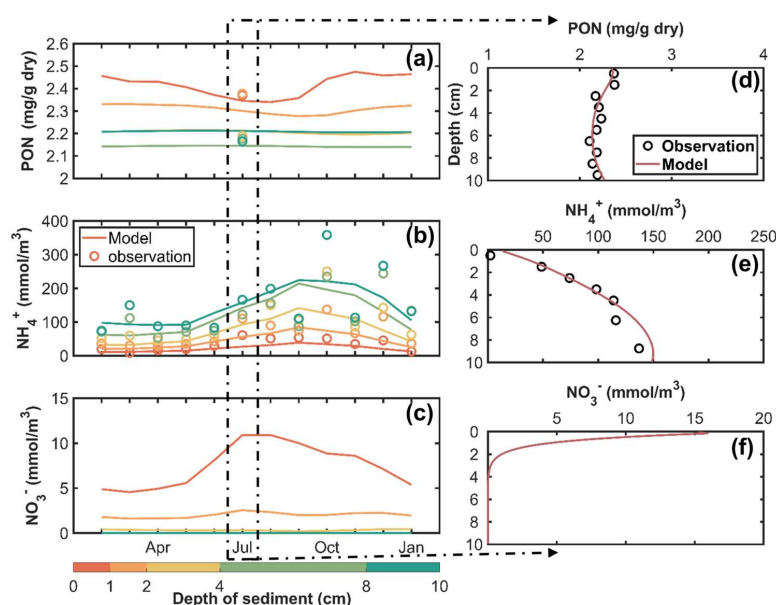 PON (mg/g dry)
1 2 3 4
2.6
2.5
2.4
2.3
2.2
2.1
2
PON (mg/g dry)
(a)
0
2
4
6
8
10
Depth (cm)
(d)
Observation
Model
NH₄⁺ (mmol/m³)
0 50 100 150 200 250
400
300
200
100
0
NH₄⁺ (mmol/m³)
Model
observation
(b)
0
2
4
6
8
10
(e)
NO₃⁻ (mmol/m³)
5 10 15 20
15
10
5
0
NO₃⁻ (mmol/m³)
(c)
0
2
4
6
8
10
(f)
Apr Jul Oct Jan
0 1 2 4 8 10
Depth of sediment (cm)